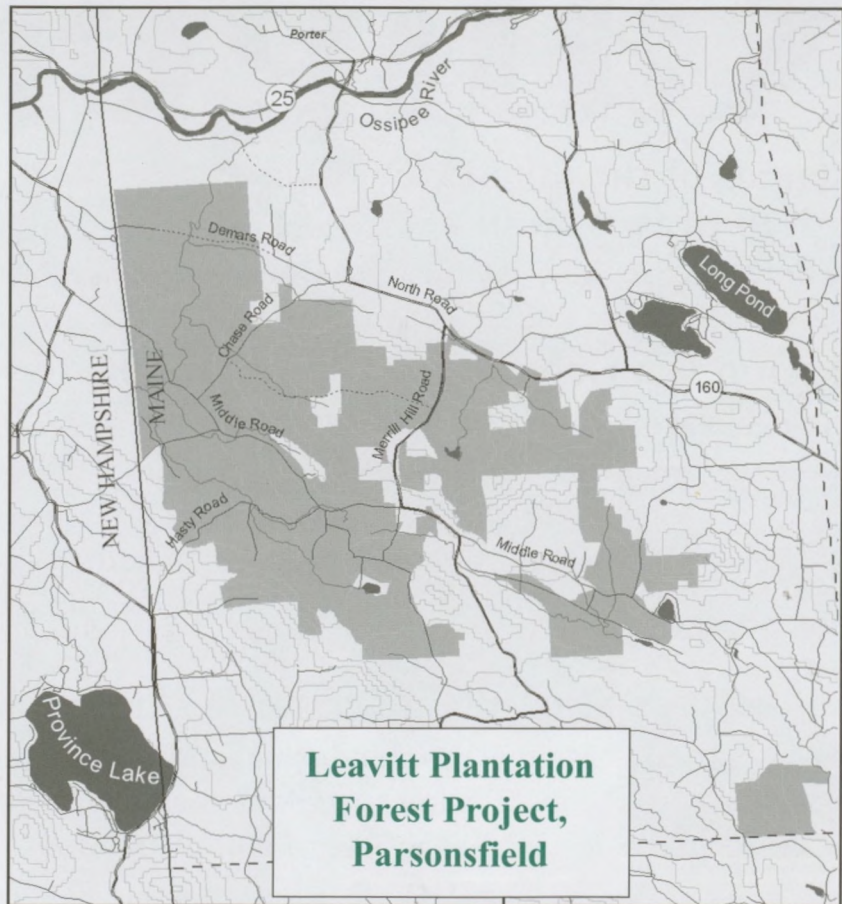 Porter
25
Ossipee River
Demars Road
North Road
Long Pond
Chase Road
160
NEW HAMPSHIRE
MAINE
Merrill Hill Road
Middle Road
Hasty Road
Middle Road
Province Lake
Leavitt Plantation
Forest Project,
Parsonsfield